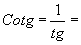 Cotg = 1/tg =